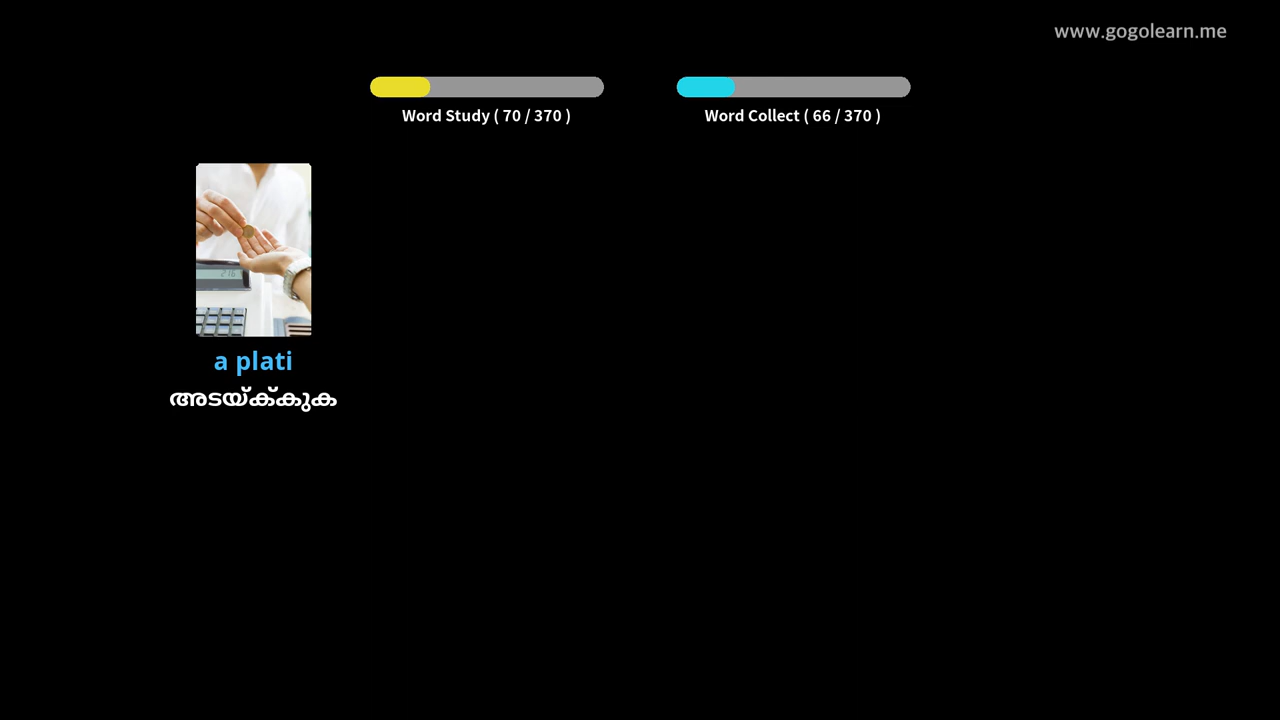 www.gogolearn.me
Word Study ( 70 / 370 )
Word Collect ( 66 / 370 )
a plati
അടയ്ക്കുക